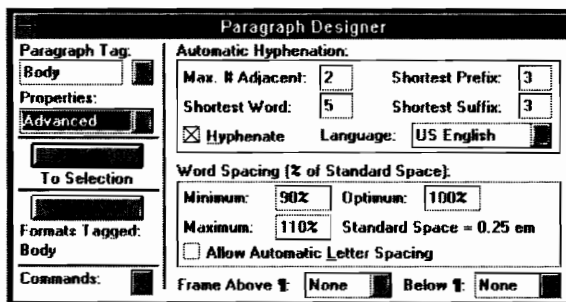 Paragraph Designer
Paragraph Tag:
Body
Properties:
Advanced
To Selection
Formats Tagged:
Body
Commands:
Automatic Hyphenation:
Max. # Adjacent: 2 Shortest Prefix: 3
Shortest Word: 5 Shortest Suffix: 3
Hyphenate Language: US English
Word Spacing (% of Standard Space):
Minimum: 90% Optimum: 100%
Maximum: 110% Standard Space = 0.25 em
Allow Automatic Letter Spacing
Frame Above ¶: None Below ¶: None